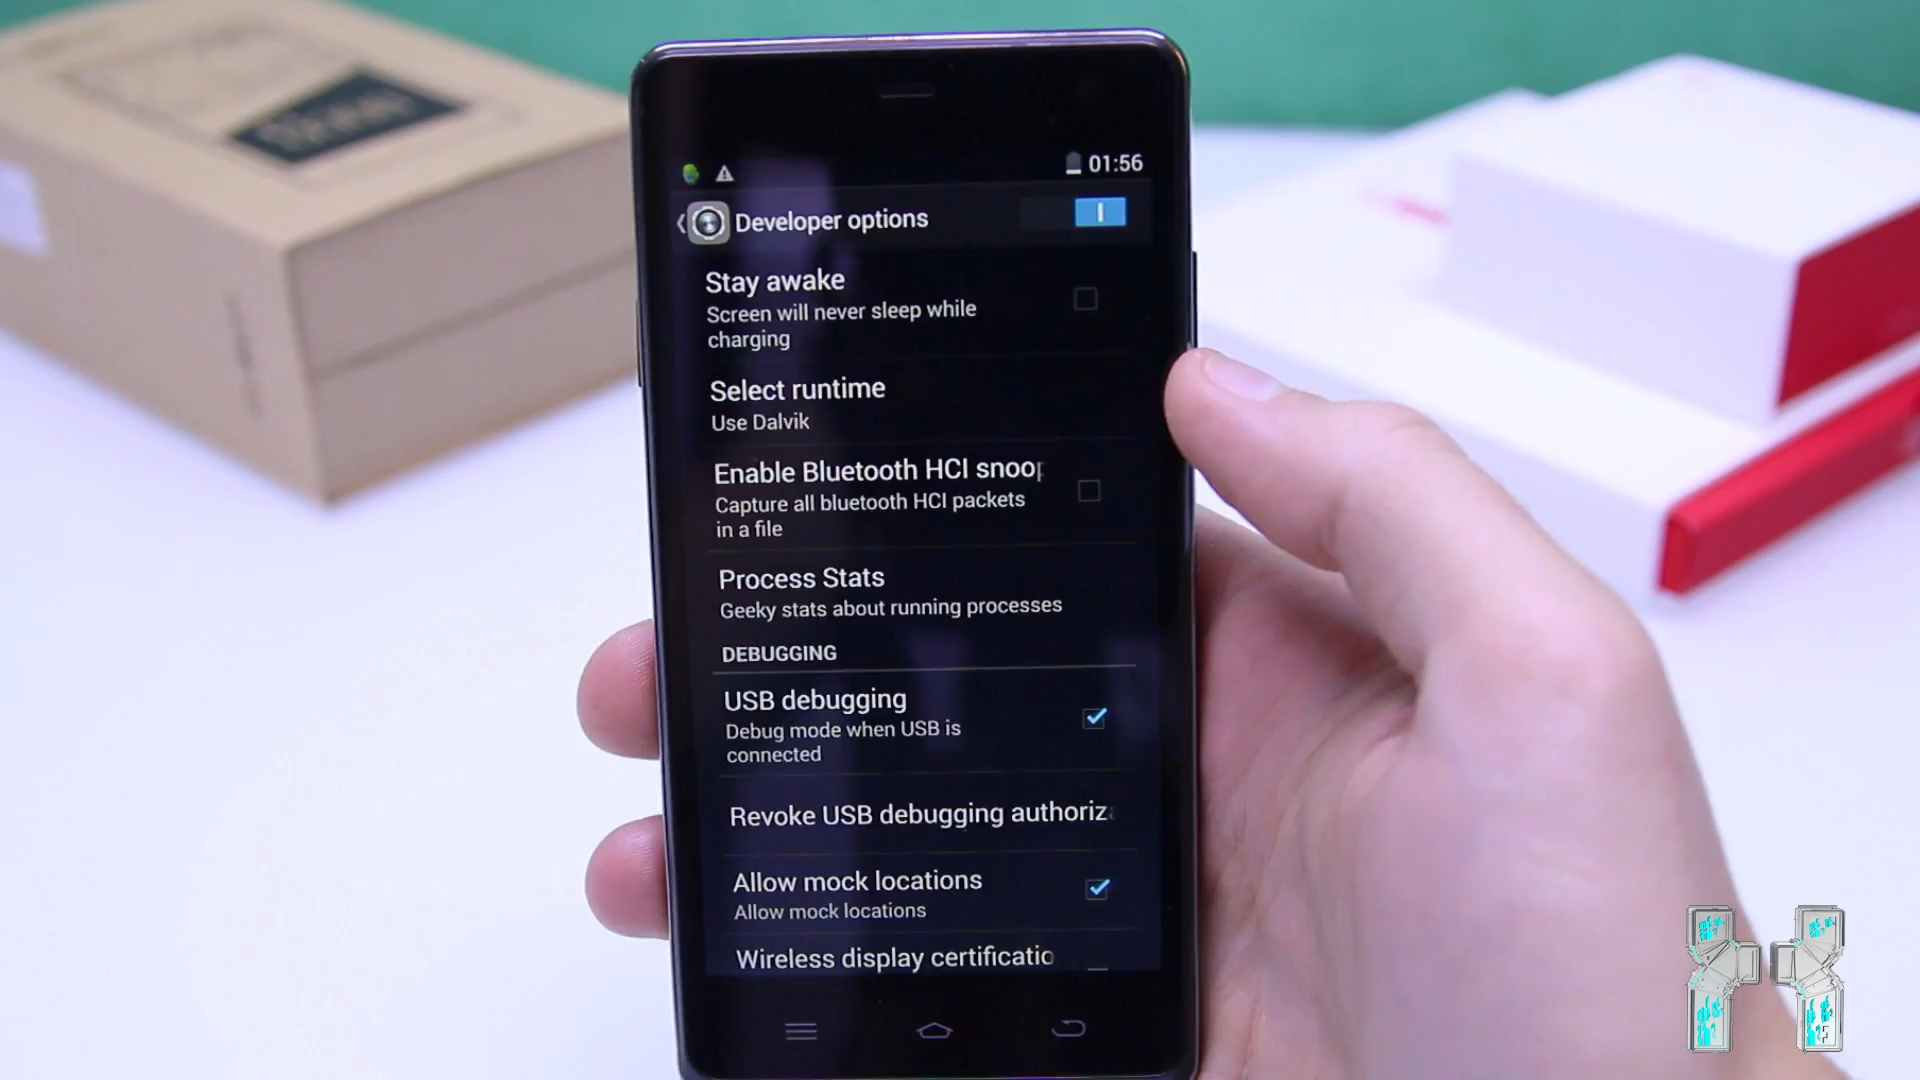 01:56
Developer options
Stay awake
Screen will never sleep while
charging
Select runtime
Use Dalvik
Enable Bluetooth HCI snoop
Capture all bluetooth HCI packets
in a file
Process Stats
Geeky stats about running processes
DEBUGGING
USB debugging
Debug mode when USB is
connected
Revoke USB debugging authoriz
Allow mock locations
Allow mock locations
Wireless display certificatio